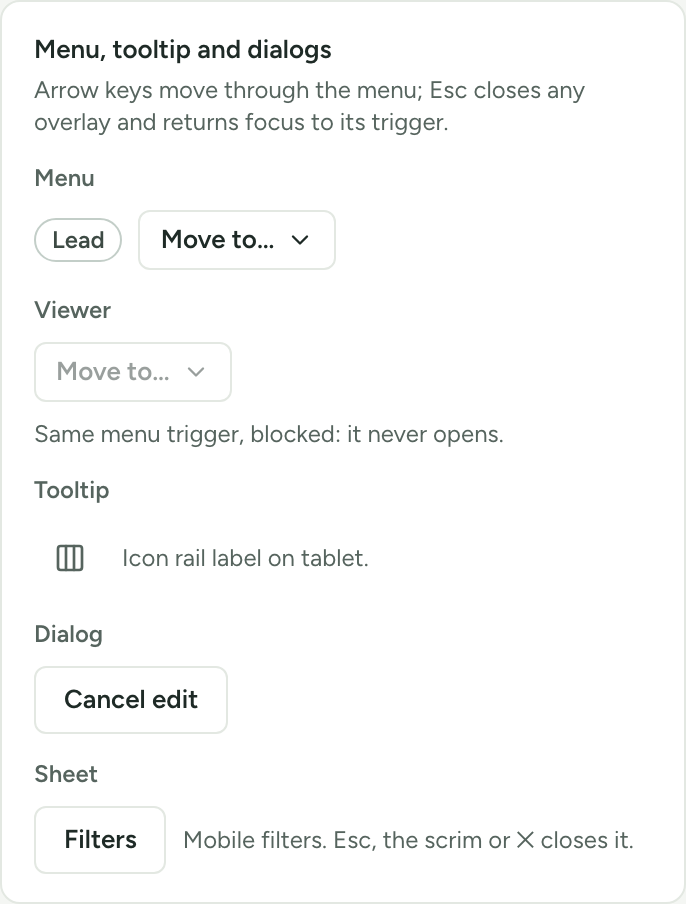 Menu, tooltip and dialogs
Arrow keys move through the menu; Esc closes any
overlay and returns focus to its trigger.
Menu
Lead Move to...
Viewer
Move to...
Same menu trigger, blocked: it never opens.
Tooltip
Icon rail label on tablet.
Dialog
Cancel edit
Sheet
Filters Mobile filters. Esc, the scrim or ✕ closes it.